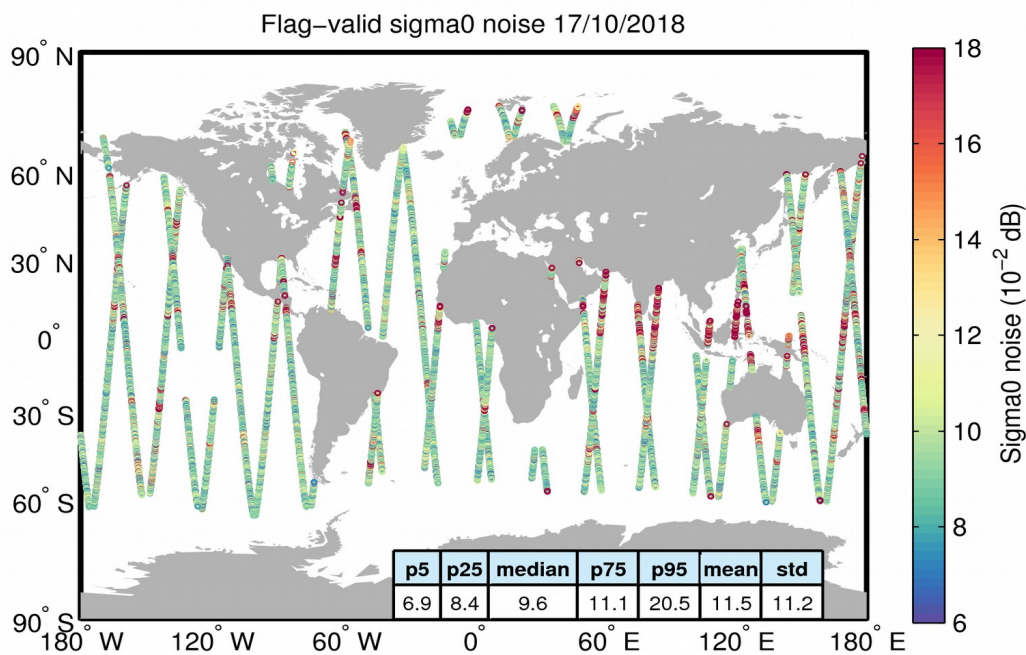 Flag−valid sigma0 noise 17/10/2018
90° N
60° N
30° N
0°
30° S
60° S
90° S
180° W
120° W
60° W
0°
60° E
120° E
180° E
p5 p25 median p75 p95 mean std
6.9 8.4 9.6 11.1 20.5 11.5 11.2
18
16
14
12
10
8
6
Sigma0 noise (10⁻² dB)